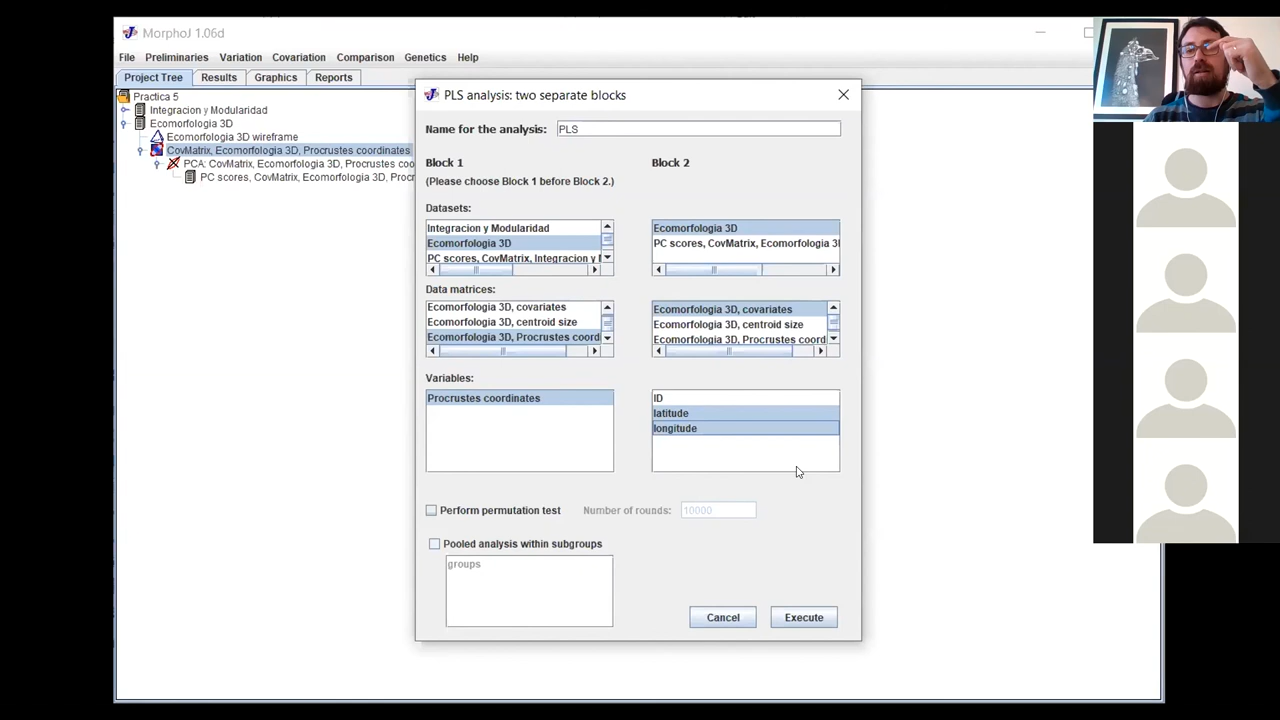 MorphoJ 1.06d
File Preliminaries Variation Covariation Comparison Genetics Help
Project Tree Results Graphics Reports
Practica 5
Integracion y Modularidad
Ecomorfologia 3D
Ecomorfologia 3D wireframe
CovMatrix, Ecomorfologia 3D, Procrustes coordinates
PCA: CovMatrix, Ecomorfologia 3D, Procrustes coo
PC scores, CovMatrix, Ecomorfologia 3D, Proc
PLS analysis: two separate blocks
Name for the analysis: PLS
Block 1 Block 2
(Please choose Block 1 before Block 2.)
Datasets:
Integracion y Modularidad
Ecomorfologia 3D
PC scores, CovMatrix, Integracion y
Ecomorfologia 3D
PC scores, CovMatrix, Ecomorfologia 3
Data matrices:
Ecomorfologia 3D, covariates
Ecomorfologia 3D, centroid size
Ecomorfologia 3D, Procrustes coord
Ecomorfologia 3D, covariates
Ecomorfologia 3D, centroid size
Ecomorfologia 3D, Procrustes coord
Variables:
Procrustes coordinates
ID
latitude
longitude
Perform permutation test Number of rounds: 10000
Pooled analysis within subgroups
groups
Cancel Execute